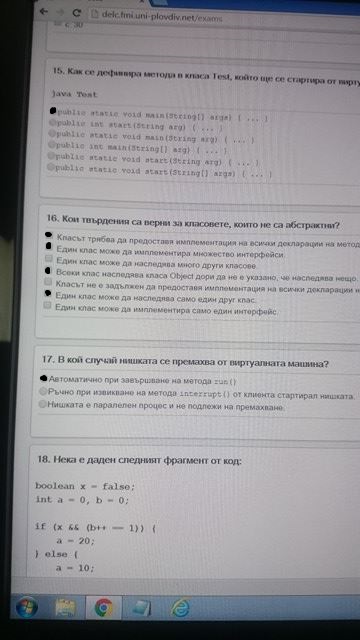 delc.fmi.uni-plovdiv.net/exams
с 30
15. Как се дефинира метода в класа Test, който ще се стартира от
java Test
public static void main(String[] args) { ... }
public int start(String arg) { ... }
public static void main(String arg) { ... }
public int main(String[] arg) { ... }
public static void start(String arg) { ... }
public static void start(String[] args) { ... }
16. Кои твърдения са верни за класовете, които не са абстрактни?
Класът трябва да предоставя имплементация на всички декларации на
Един клас може да имплементира множество интерфейси.
Един клас може да наследява много други класове.
Всеки клас наследява класа Object дори да не е указано, че наследява нещо.
Класът не е задължен да предоставя имплементация на всички декларации
Един клас може да наследява само един друг клас.
Един клас може да имплементира само един интерфейс.
17. В кой случай нишката се премахва от виртуалната машина?
Автоматично при завършване на метода run()
Ръчно при извикване на метода interrupt() от клиента стартирал нишката.
Нишката е паралелен процес и не подлежи на премахване.
18. Нека е даден следният фрагмент от код:
boolean x = false;
int a = 0, b = 0;
if (x && (b++ == 1)) {
a = 20;
} else {
a = 10;